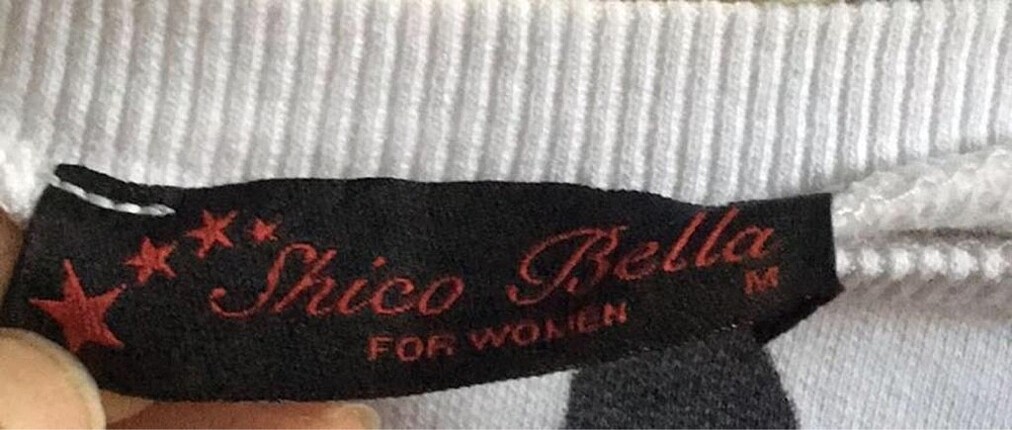 Shico Bella
M
FOR WOMEN